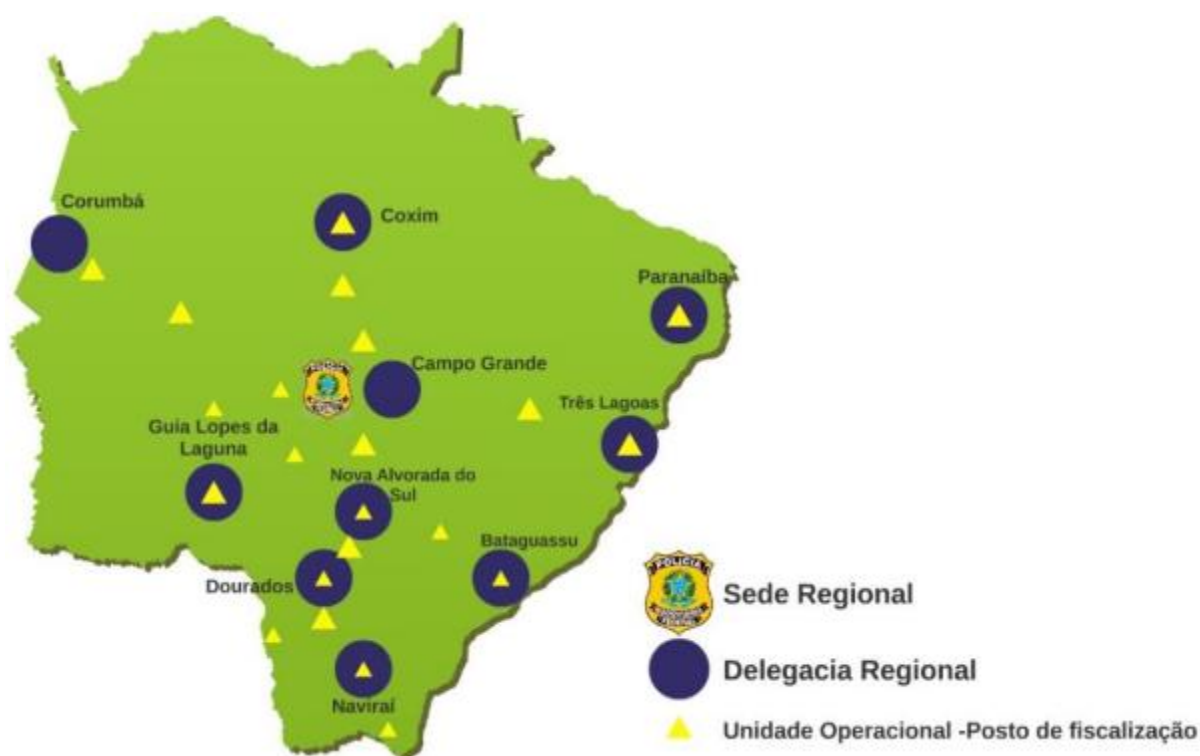 Corumbá
Coxim
Paranaíba
Campo Grande
Três Lagoas
Guia Lopes da
Laguna
Nova Alvorada do
Sul
Bataguassu
Dourados
Naviraí
POLÍCIA
Sede Regional
Delegacia Regional
Unidade Operacional -Posto de fiscalização